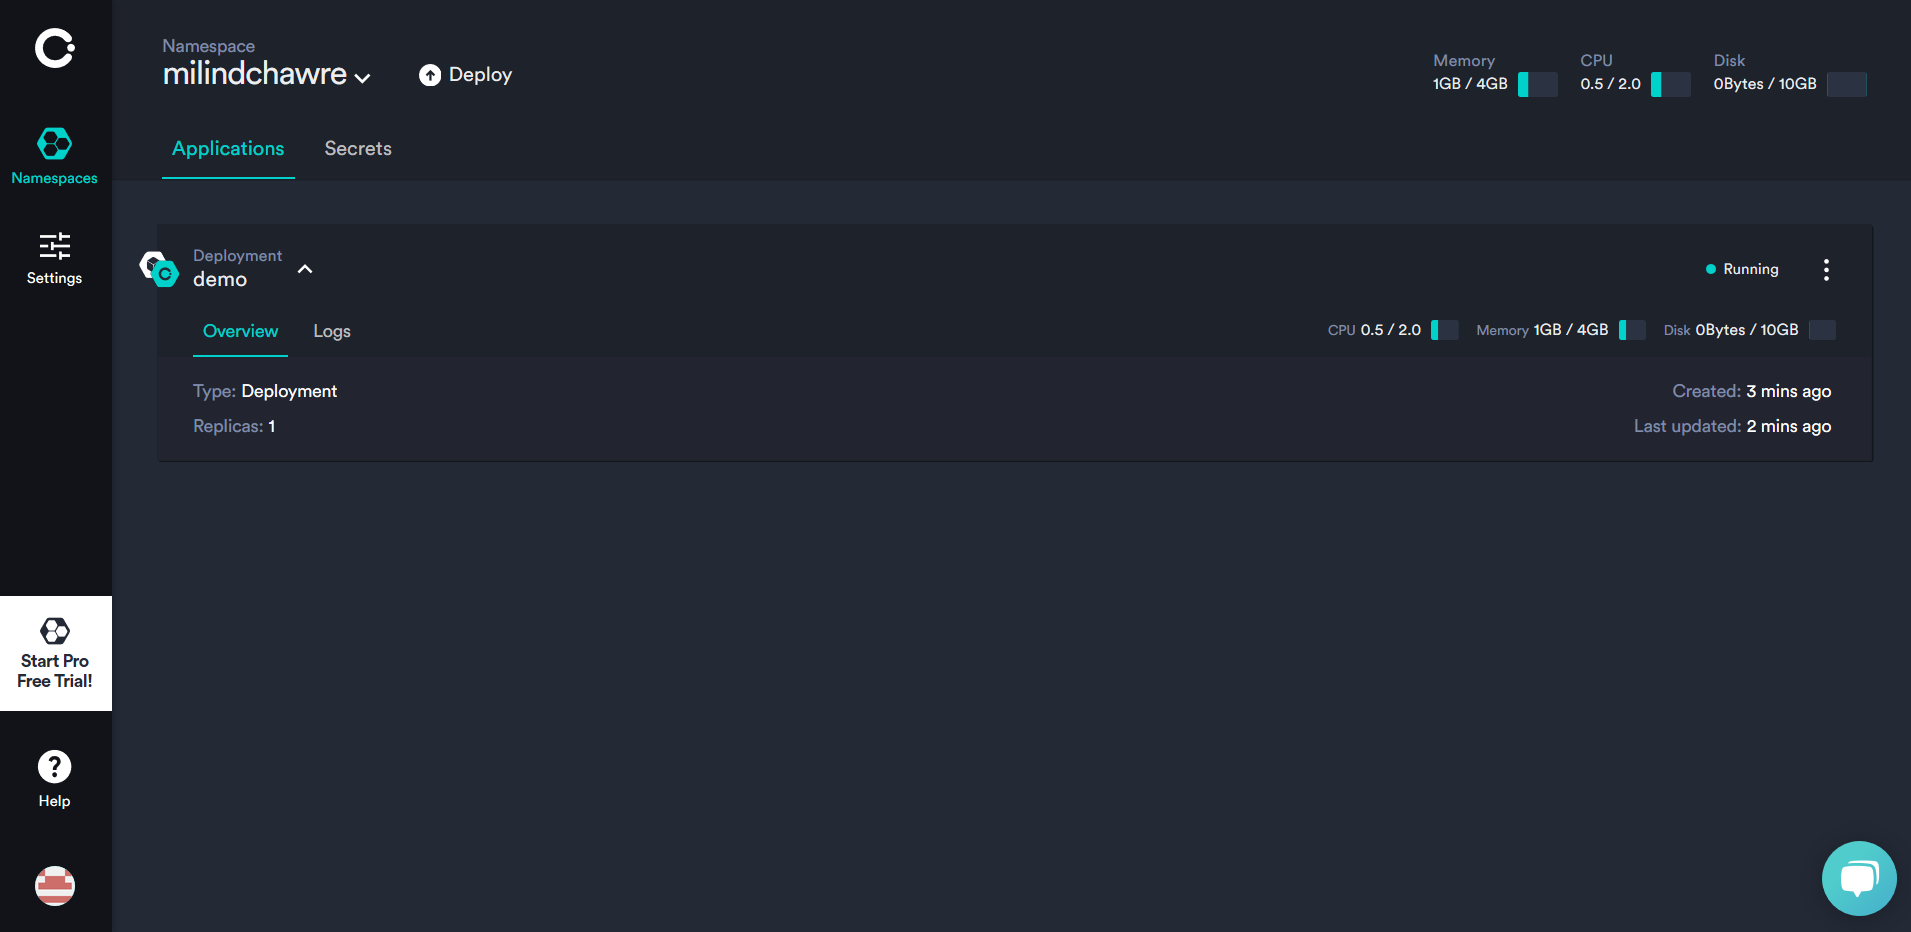 Namespace
milindchawre
Deploy
Memory
1GB / 4GB
CPU
0.5 / 2.0
Disk
0Bytes / 10GB
Applications
Secrets
Namespaces
Settings
Deployment
demo
Running
Overview
Logs
CPU 0.5 / 2.0
Memory 1GB / 4GB
Disk 0Bytes / 10GB
Type: Deployment
Created: 3 mins ago
Replicas: 1
Last updated: 2 mins ago
Start Pro
Free Trial!
Help